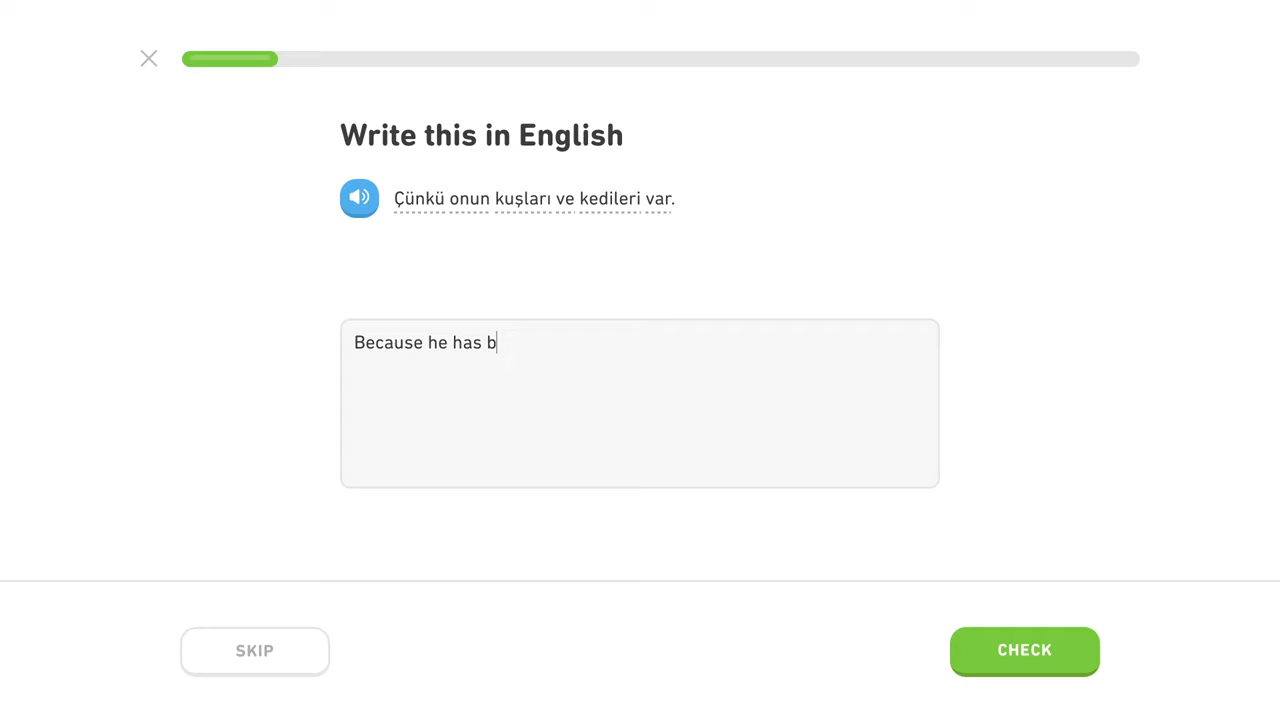 Write this in English
Çünkü onun kuşları ve kedileri var.
Because he has b
SKIP
CHECK